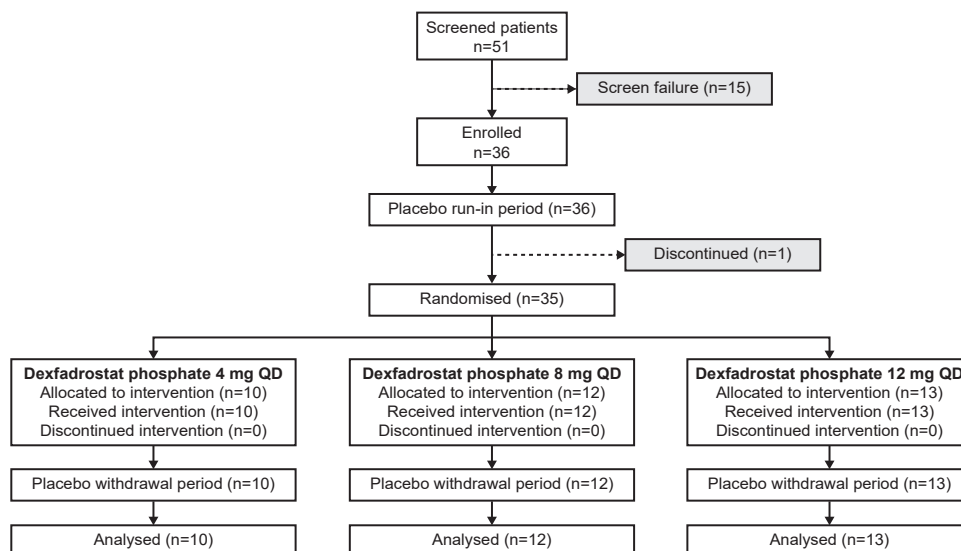 Screened patients
n=51
Screen failure (n=15)
Enrolled
n=36
Placebo run-in period (n=36)
Discontinued (n=1)
Randomised (n=35)
Dexfadrostat phosphate 4 mg QD
Allocated to intervention (n=10)
Received intervention (n=10)
Discontinued intervention (n=0)
Dexfadrostat phosphate 8 mg QD
Allocated to intervention (n=12)
Received intervention (n=12)
Discontinued intervention (n=0)
Dexfadrostat phosphate 12 mg QD
Allocated to intervention (n=13)
Received intervention (n=13)
Discontinued intervention (n=0)
Placebo withdrawal period (n=10)
Placebo withdrawal period (n=12)
Placebo withdrawal period (n=13)
Analysed (n=10)
Analysed (n=12)
Analysed (n=13)